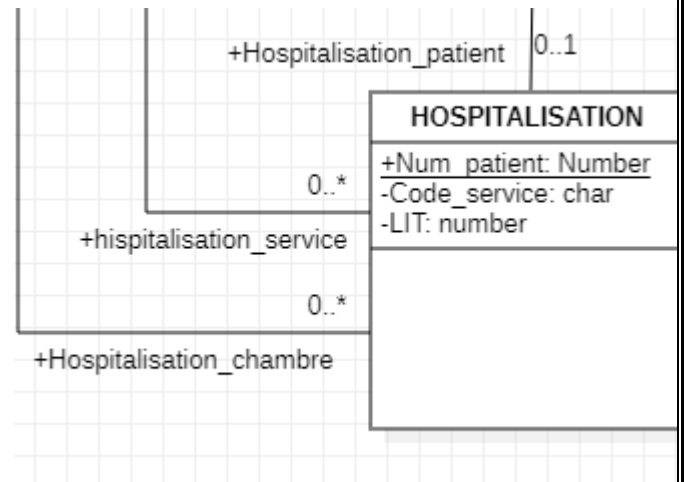 +Hospitalisation_patient
0..1
HOSPITALISATION
+Num_patient: Number
-Code_service: char
-LIT: number
0..*
+hispitalisation_service
0..*
+Hospitalisation_chambre